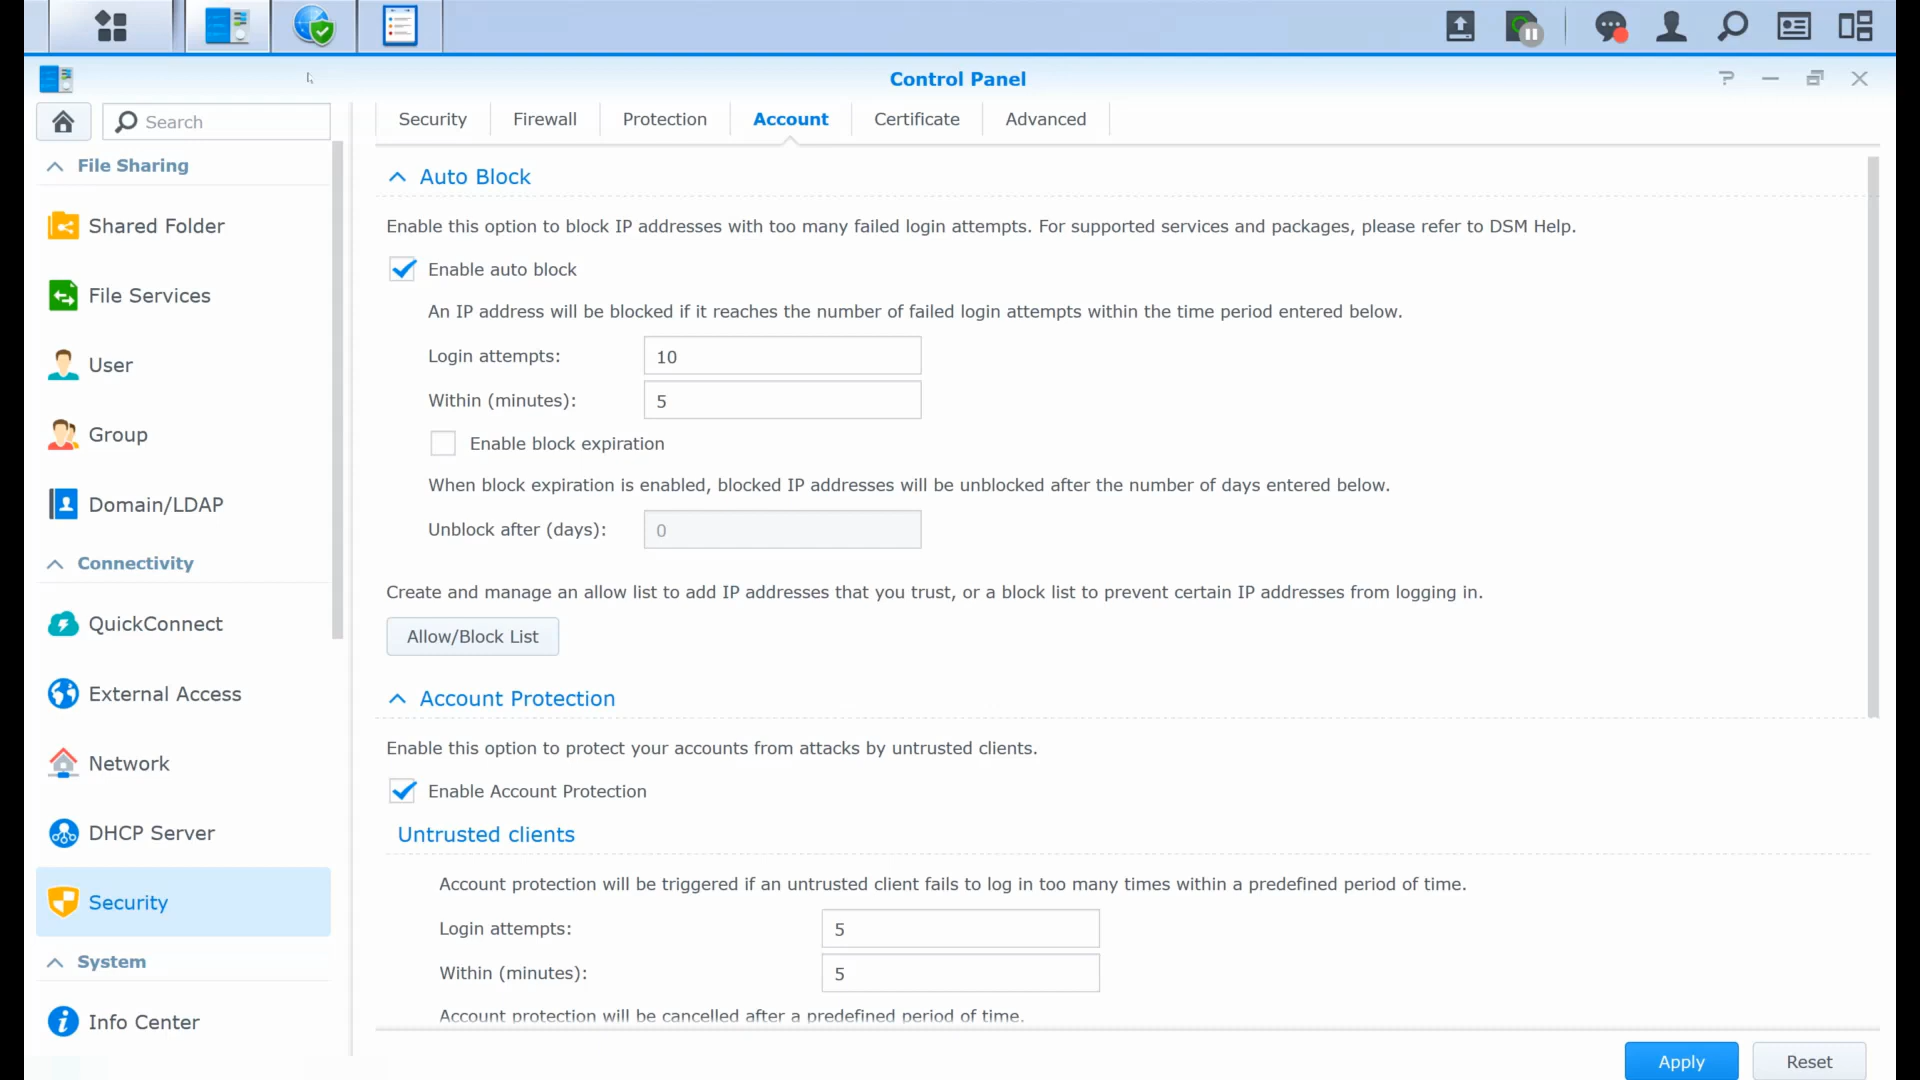 Control Panel
Search
Security
Firewall
Protection
Account
Certificate
Advanced
File Sharing
Shared Folder
File Services
User
Group
Domain/LDAP
Connectivity
QuickConnect
External Access
Network
DHCP Server
Security
System
Info Center
Auto Block
Enable this option to block IP addresses with too many failed login attempts. For supported services and packages, please refer to DSM Help.
Enable auto block
An IP address will be blocked if it reaches the number of failed login attempts within the time period entered below.
Login attempts: 10
Within (minutes): 5
Enable block expiration
When block expiration is enabled, blocked IP addresses will be unblocked after the number of days entered below.
Unblock after (days): 0
Create and manage an allow list to add IP addresses that you trust, or a block list to prevent certain IP addresses from logging in.
Allow/Block List
Account Protection
Enable this option to protect your accounts from attacks by untrusted clients.
Enable Account Protection
Untrusted clients
Account protection will be triggered if an untrusted client fails to log in too many times within a predefined period of time.
Login attempts: 5
Within (minutes): 5
Account protection will be cancelled after a predefined period of time.
Apply
Reset